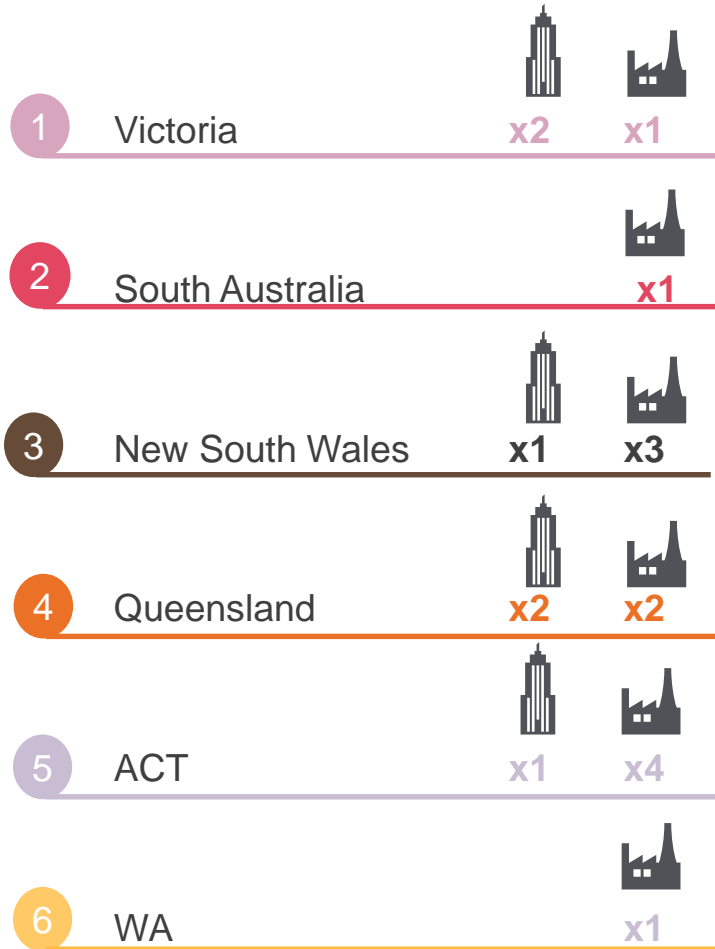 1 Victoria x2 x1
2 South Australia x1
3 New South Wales x1 x3
4 Queensland x2 x2
5 ACT x1 x4
6 WA x1